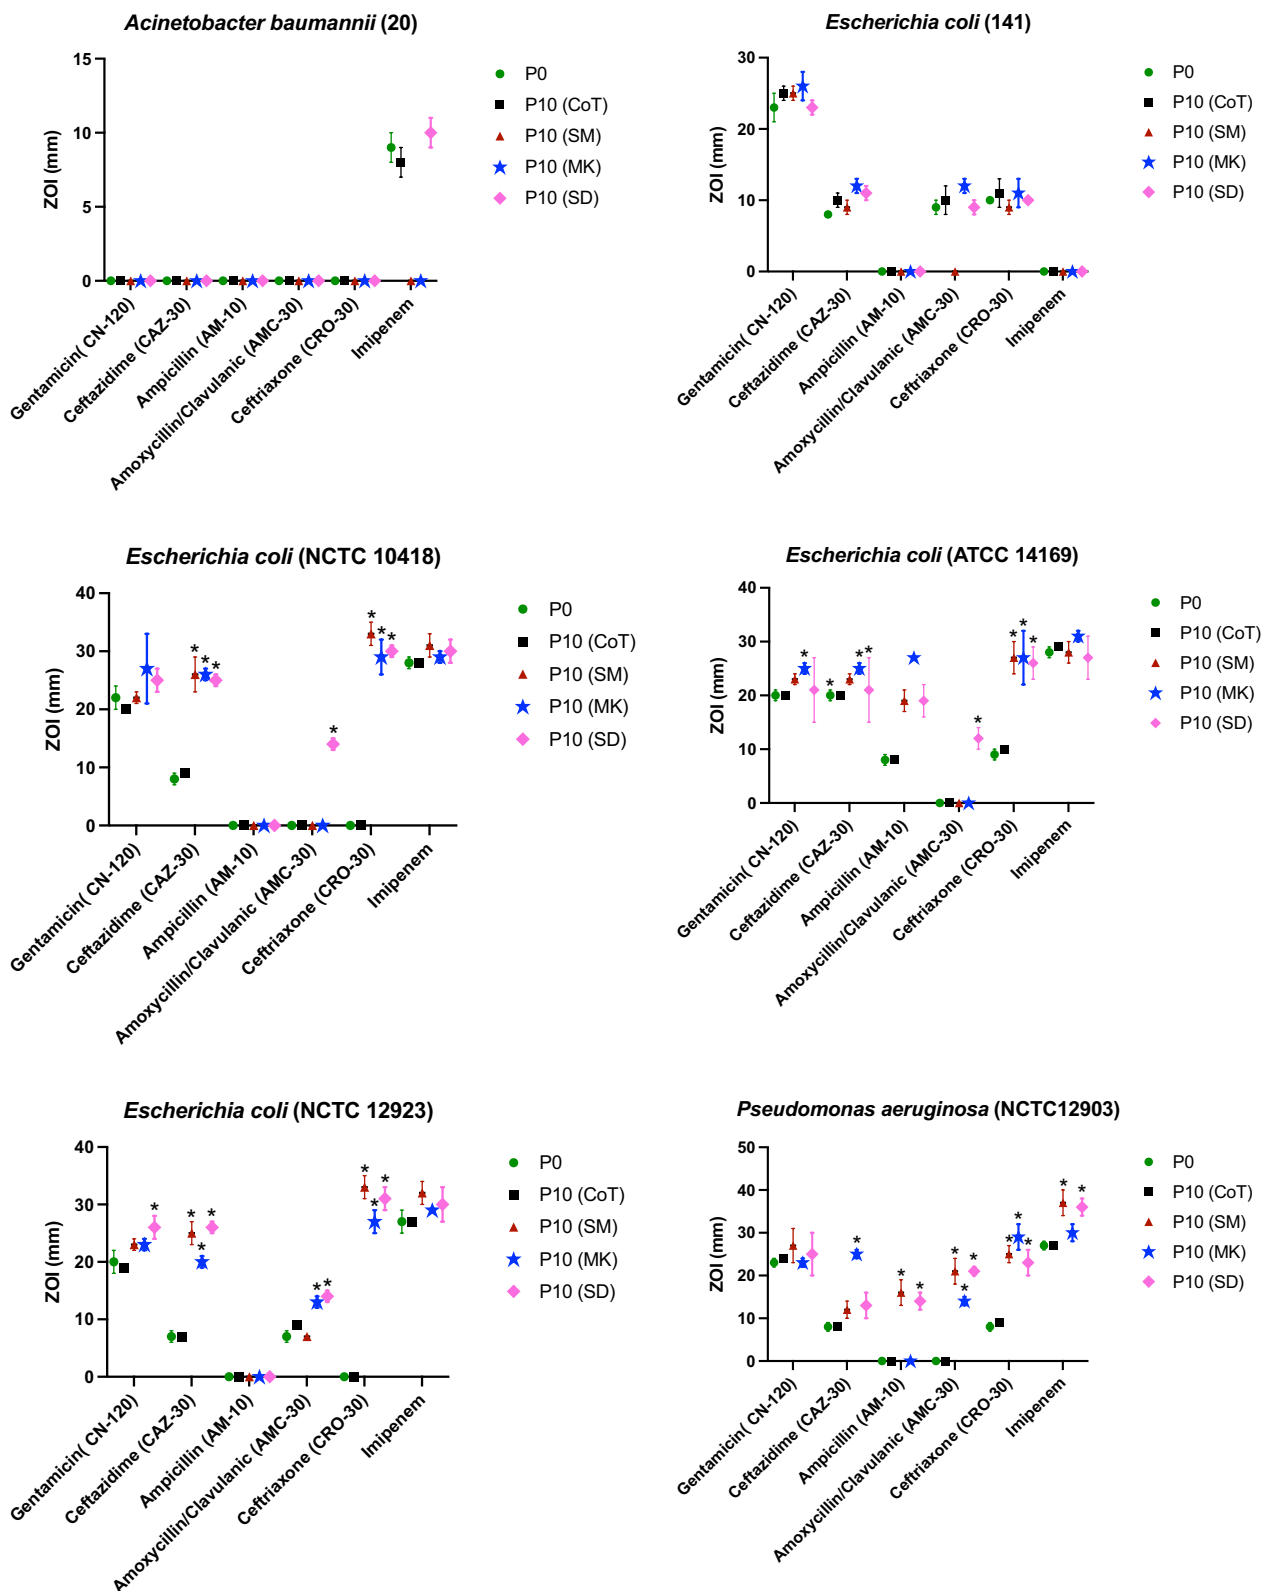 Acinetobacter baumannii (20)
15
10
5
0
ZOI (mm)
P0
P10 (CoT)
P10 (SM)
P10 (MK)
P10 (SD)
Gentamicin( CN-120)
Ceftazidime (CAZ-30)
Ampicillin (AM-10)
Amoxycillin/Clavulanic (AMC-30)
Ceftriaxone (CRO-30)
Imipenem
Escherichia coli (141)
30
20
10
0
ZOI (mm)
P0
P10 (CoT)
P10 (SM)
P10 (MK)
P10 (SD)
Gentamicin( CN-120)
Ceftazidime (CAZ-30)
Ampicillin (AM-10)
Amoxycillin/Clavulanic (AMC-30)
Ceftriaxone (CRO-30)
Imipenem
Escherichia coli (NCTC 10418)
40
30
20
10
0
ZOI (mm)
* * *
*
* * *
P0
P10 (CoT)
P10 (SM)
P10 (MK)
P10 (SD)
Gentamicin( CN-120)
Ceftazidime (CAZ-30)
Ampicillin (AM-10)
Amoxycillin/Clavulanic (AMC-30)
Ceftriaxone (CRO-30)
Imipenem
Escherichia coli (ATCC 14169)
40
30
20
10
0
ZOI (mm)
*
* * *
*
* * *
P0
P10 (CoT)
P10 (SM)
P10 (MK)
P10 (SD)
Gentamicin( CN-120)
Ceftazidime (CAZ-30)
Ampicillin (AM-10)
Amoxycillin/Clavulanic (AMC-30)
Ceftriaxone (CRO-30)
Imipenem
Escherichia coli (NCTC 12923)
40
30
20
10
0
ZOI (mm)
*
* * *
* *
* * *
P0
P10 (CoT)
P10 (SM)
P10 (MK)
P10 (SD)
Gentamicin( CN-120)
Ceftazidime (CAZ-30)
Ampicillin (AM-10)
Amoxycillin/Clavulanic (AMC-30)
Ceftriaxone (CRO-30)
Imipenem
Pseudomonas aeruginosa (NCTC12903)
50
40
30
20
10
0
ZOI (mm)
*
* *
* * *
* * *
* *
P0
P10 (CoT)
P10 (SM)
P10 (MK)
P10 (SD)
Gentamicin( CN-120)
Ceftazidime (CAZ-30)
Ampicillin (AM-10)
Amoxycillin/Clavulanic (AMC-30)
Ceftriaxone (CRO-30)
Imipenem